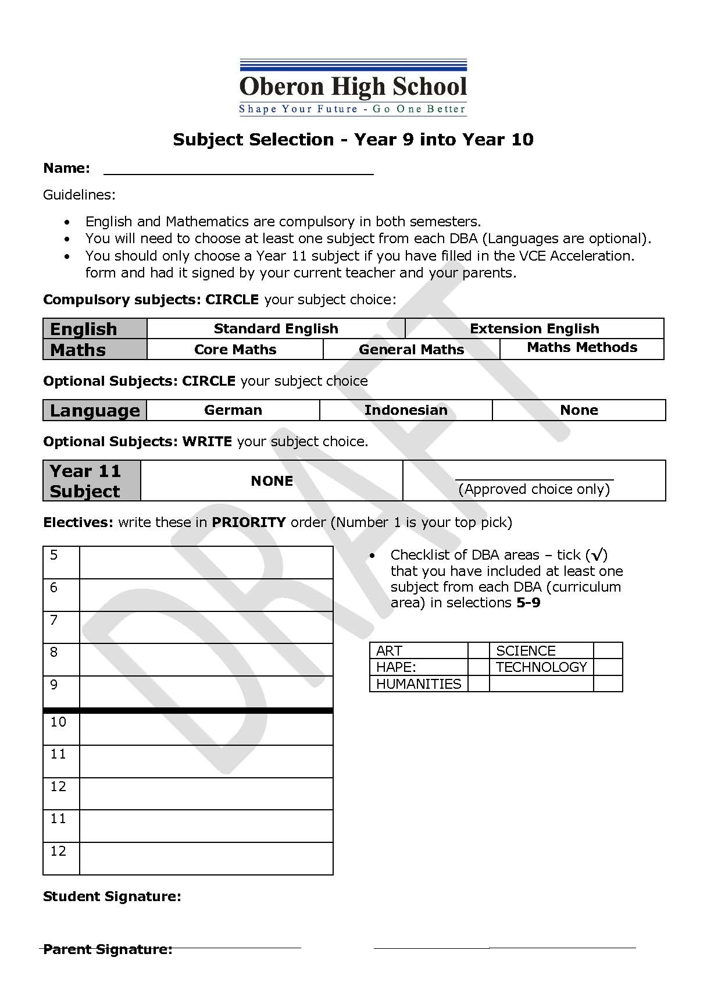 Oberon High School
Shape Your Future - Go One Better
Subject Selection - Year 9 into Year 10
Name: 
Guidelines:
• English and Mathematics are compulsory in both semesters.
• You will need to choose at least one subject from each DBA (Languages are optional).
• You should only choose a Year 11 subject if you have filled in the VCE Acceleration.
form and had it signed by your current teacher and your parents.
Compulsory subjects: CIRCLE your subject choice:
English Standard English Extension English
Maths Core Maths General Maths Maths Methods
Optional Subjects: CIRCLE your subject choice
Language German Indonesian None
Optional Subjects: WRITE your subject choice.
Year 11
Subject
NONE
(Approved choice only)
Electives: write these in PRIORITY order (Number 1 is your top pick)
5
6
7
8
9
10
11
12
11
12
• Checklist of DBA areas – tick (√)
that you have included at least one
subject from each DBA (curriculum
area) in selections 5-9
ART SCIENCE
HAPE: TECHNOLOGY
HUMANITIES
Student Signature:
Parent Signature:
DRAFT